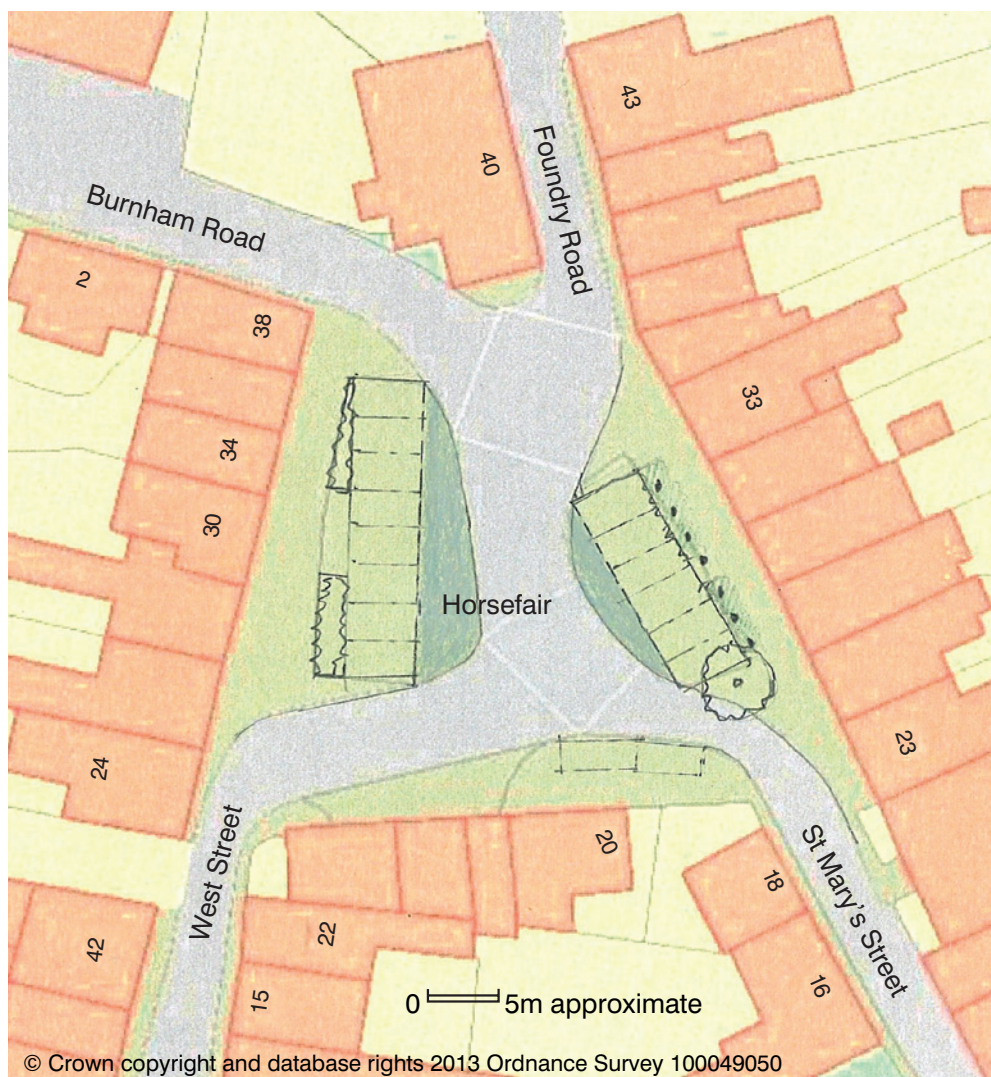 43
Foundry Road
40
Burnham Road
2
38
33
34
30
Horsefair
23
24
20
West Street
St Mary's Street
18
22
42
16
15
0 5m approximate
© Crown copyright and database rights 2013 Ordnance Survey 100049050